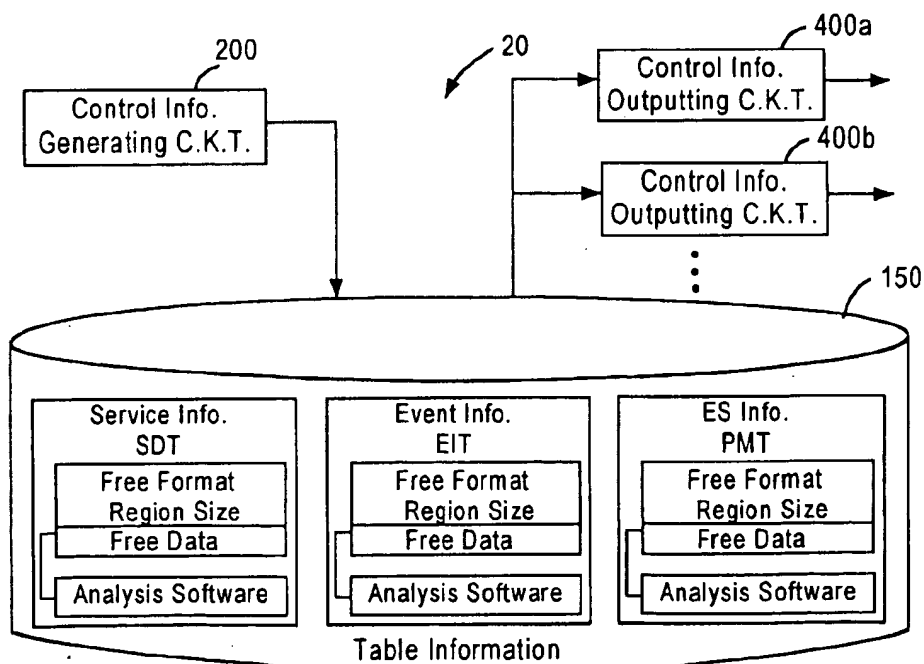 200
Control Info.
Generating C.K.T.
20
400a
Control Info.
Outputting C.K.T.
400b
Control Info.
Outputting C.K.T.
150
Service Info.
SDT
Free Format
Region Size
Free Data
Analysis Software
Event Info.
EIT
Free Format
Region Size
Free Data
Analysis Software
ES Info.
PMT
Free Format
Region Size
Free Data
Analysis Software
Table Information